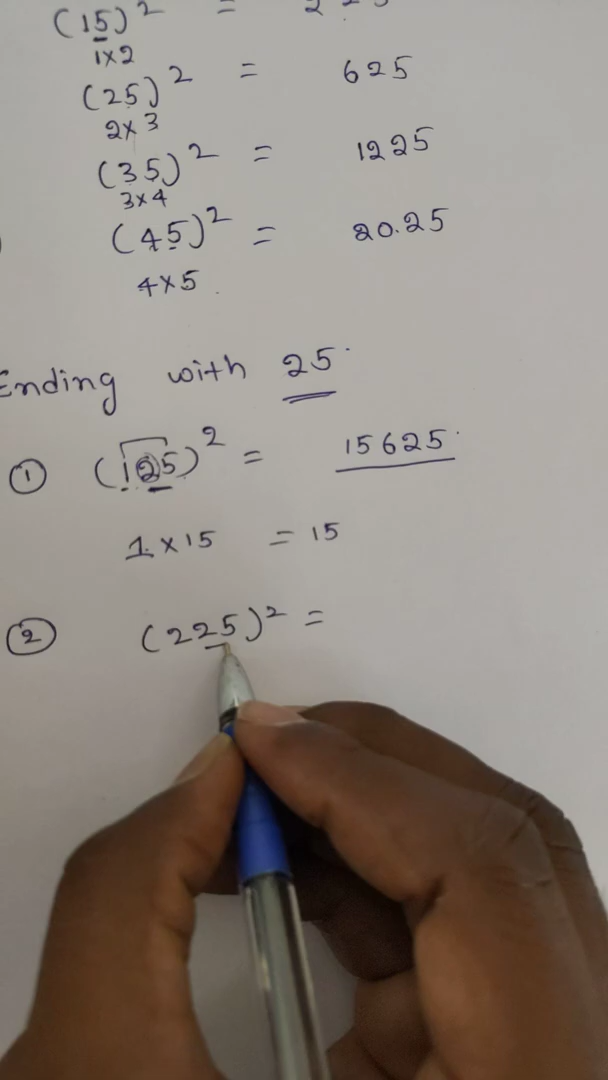 (15)² = 225
1x2
(25)² = 625
2x3
(35)² = 1225
3x4
(45)² = 20.25
4x5
Ending with 25
① (125)² = 15625
1x15 = 15
② (225)² =